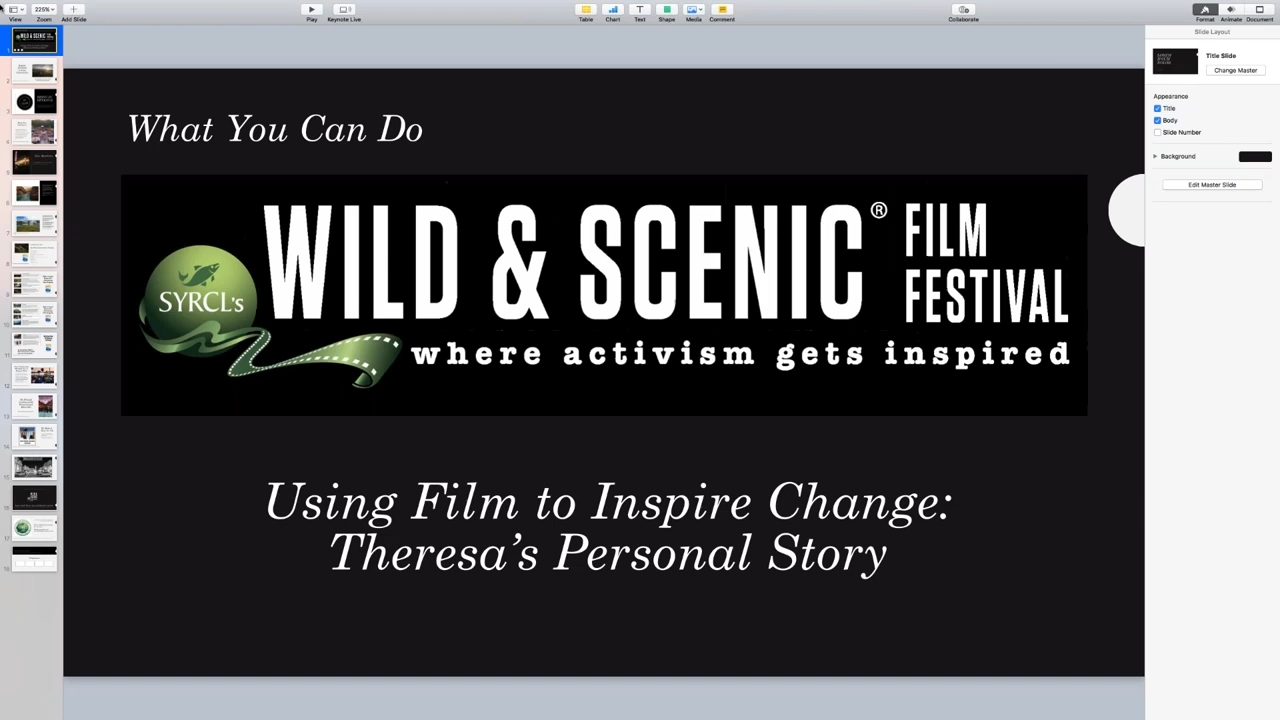 225%
View
Zoom
Add Slide
Play
Keynote Live
Table
Chart
Text
Shape
Media
Comment
Collaborate
Format
Animate
Document
Slide Layout
Title Slide
Change Master
Appearance
Title
Body
Slide Number
Background
Edit Master Slide
What You Can Do
SYRCL's
WILD & SCENIC® FILM FESTIVAL
where activism gets inspired
Using Film to Inspire Change:
Theresa's Personal Story